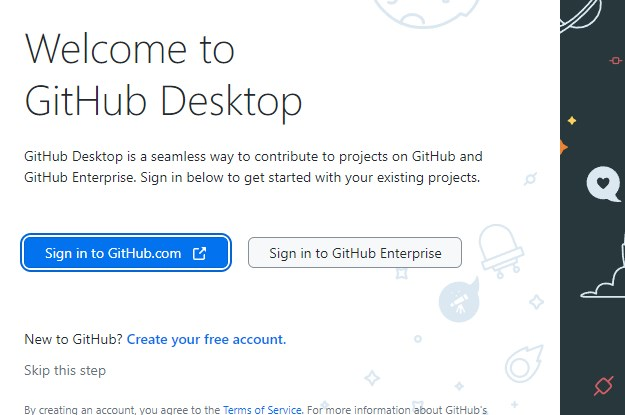 Welcome to
GitHub Desktop
GitHub Desktop is a seamless way to contribute to projects on GitHub and
GitHub Enterprise. Sign in below to get started with your existing projects.
Sign in to GitHub.com
Sign in to GitHub Enterprise
New to GitHub? Create your free account.
Skip this step
By creating an account, you agree to the Terms of Service. For more information about GitHub's